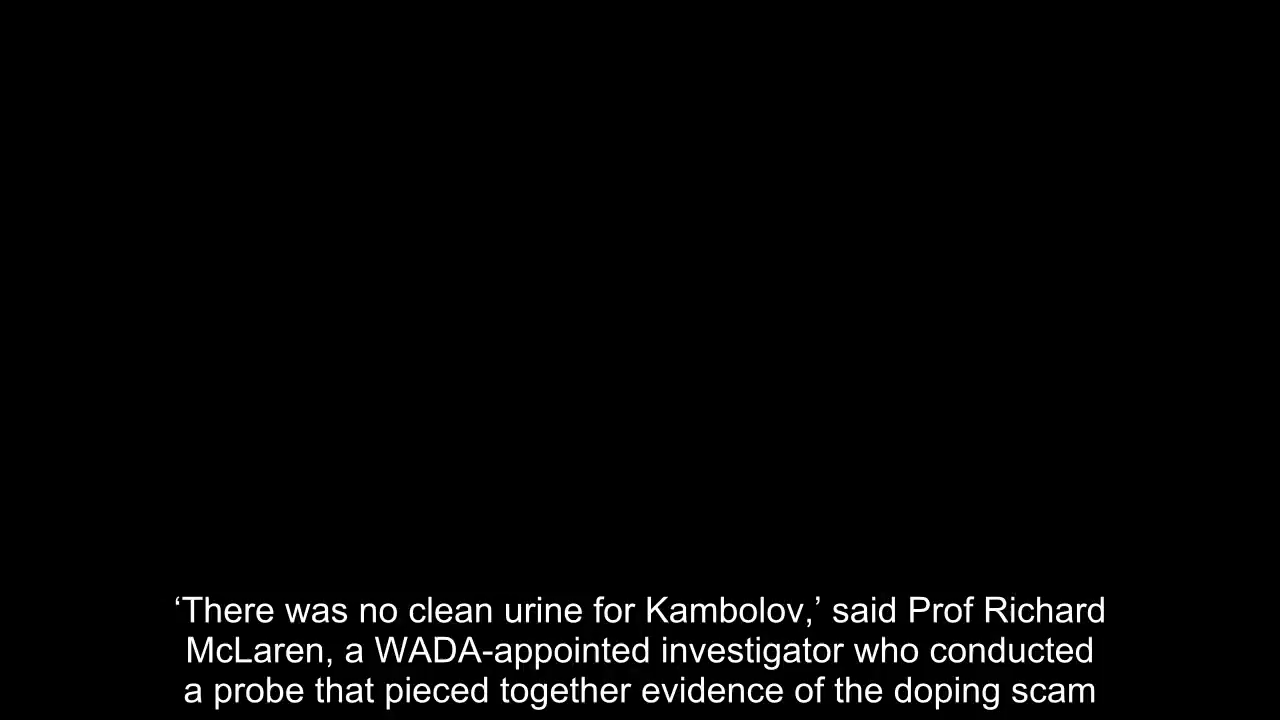 ‘There was no clean urine for Kambolov,’ said Prof Richard
McLaren, a WADA-appointed investigator who conducted
a probe that pieced together evidence of the doping scam